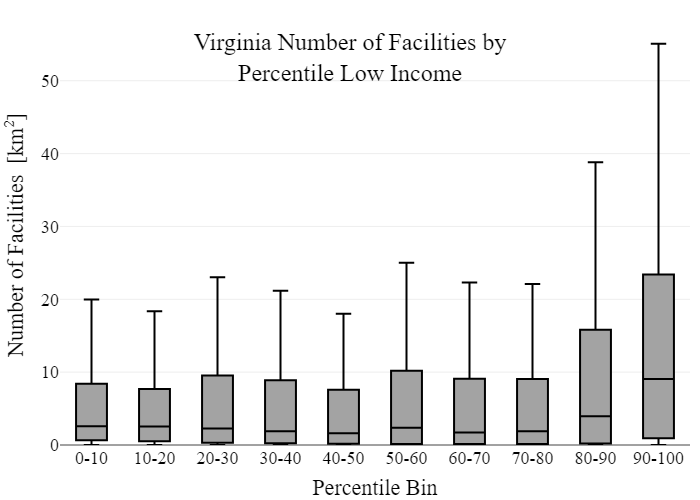 Virginia Number of Facilities by
Percentile Low Income
Number of Facilities [km²]
50
40
30
20
10
0
0-10 10-20 20-30 30-40 40-50 50-60 60-70 70-80 80-90 90-100
Percentile Bin